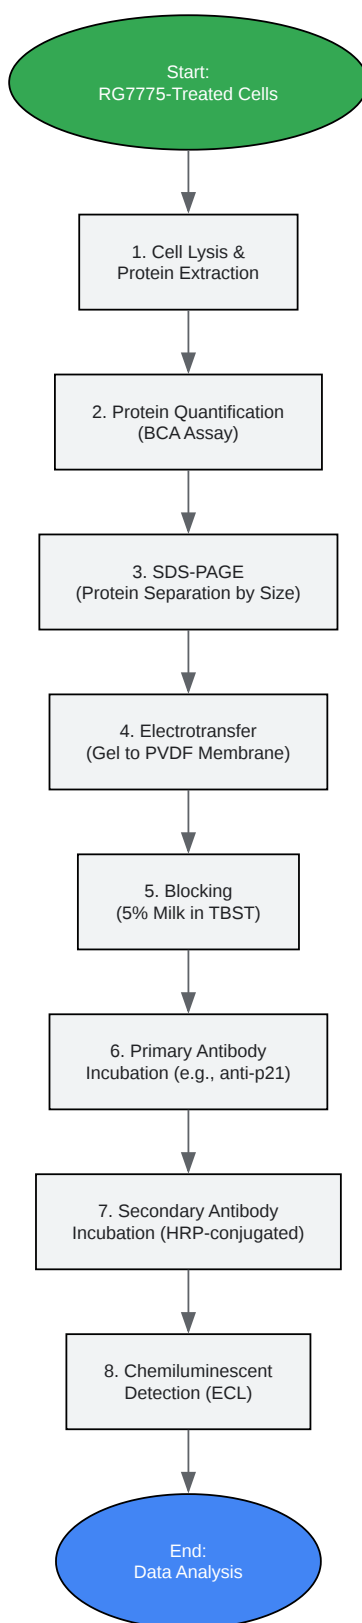 Start:
RG7775-Treated Cells
1. Cell Lysis &
Protein Extraction
2. Protein Quantification
(BCA Assay)
3. SDS-PAGE
(Protein Separation by Size)
4. Electrotransfer
(Gel to PVDF Membrane)
5. Blocking
(5% Milk in TBST)
6. Primary Antibody
Incubation (e.g., anti-p21)
7. Secondary Antibody
Incubation (HRP-conjugated)
8. Chemiluminescent
Detection (ECL)
End:
Data Analysis